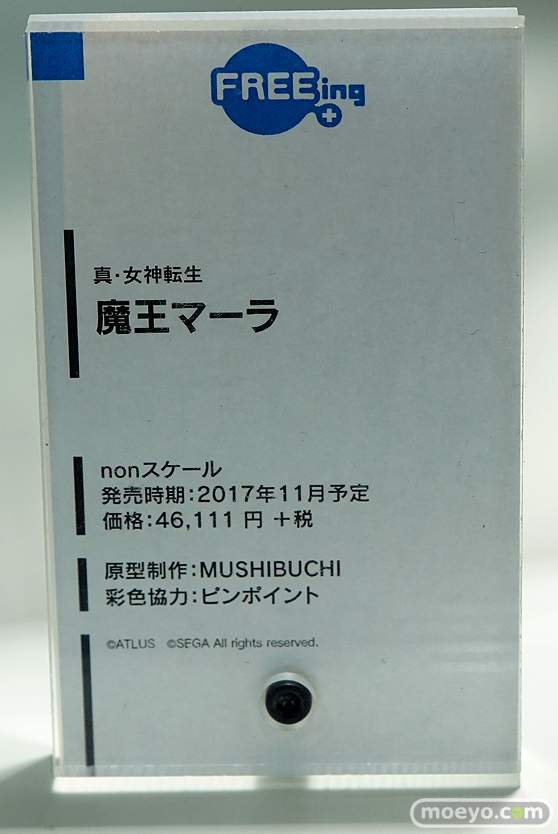 FREEing
真・女神転生
魔王マーラ
nonスケール
発売時期：2017年11月予定
価格：46,111 円 ＋税
原型制作：MUSHIBUCHI
彩色協力：ピンポイント
©ATLUS ©SEGA All rights reserved.
moeyo.com